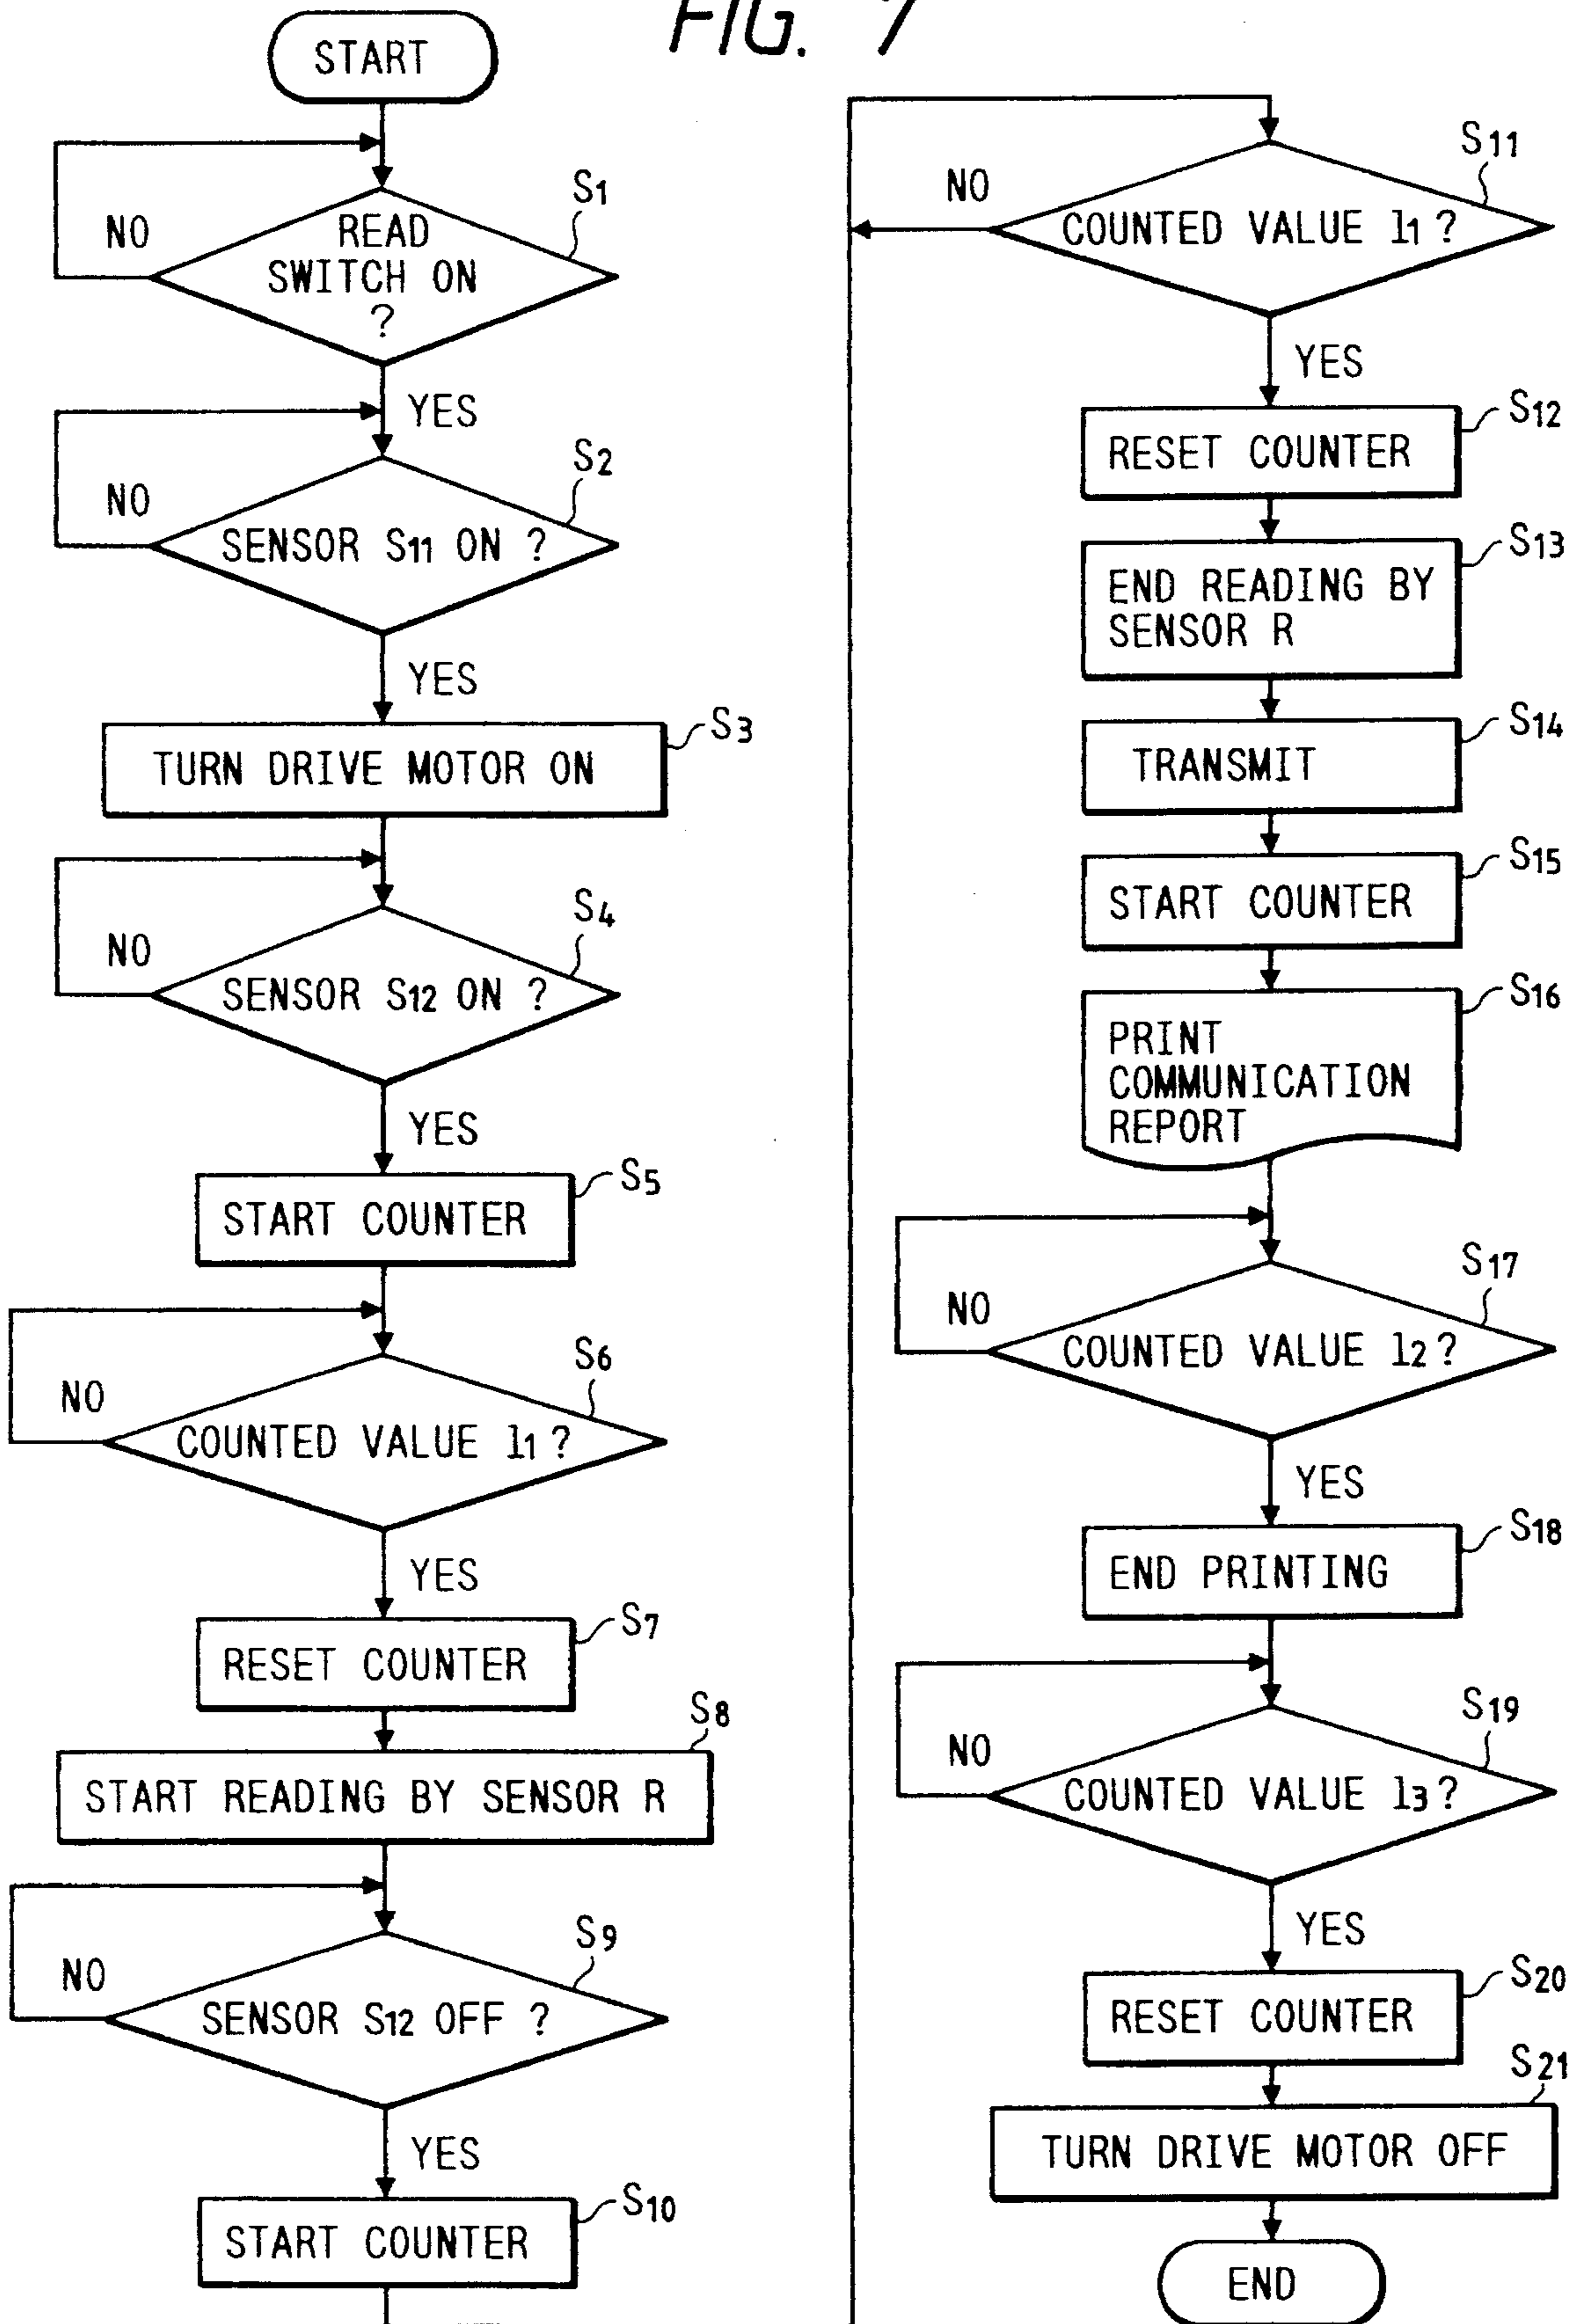 FIG. 7
START
S1
NO
READ
SWITCH ON
?
YES
S2
NO
SENSOR S11 ON ?
YES
S3
TURN DRIVE MOTOR ON
S4
NO
SENSOR S12 ON ?
YES
S5
START COUNTER
S6
NO
COUNTED VALUE l1 ?
YES
S7
RESET COUNTER
S8
START READING BY SENSOR R
S9
NO
SENSOR S12 OFF ?
YES
S10
START COUNTER
S11
NO
COUNTED VALUE l1 ?
YES
S12
RESET COUNTER
S13
END READING BY
SENSOR R
S14
TRANSMIT
S15
START COUNTER
S16
PRINT
COMMUNICATION
REPORT
S17
NO
COUNTED VALUE l2 ?
YES
S18
END PRINTING
S19
NO
COUNTED VALUE l3 ?
YES
S20
RESET COUNTER
S21
TURN DRIVE MOTOR OFF
END